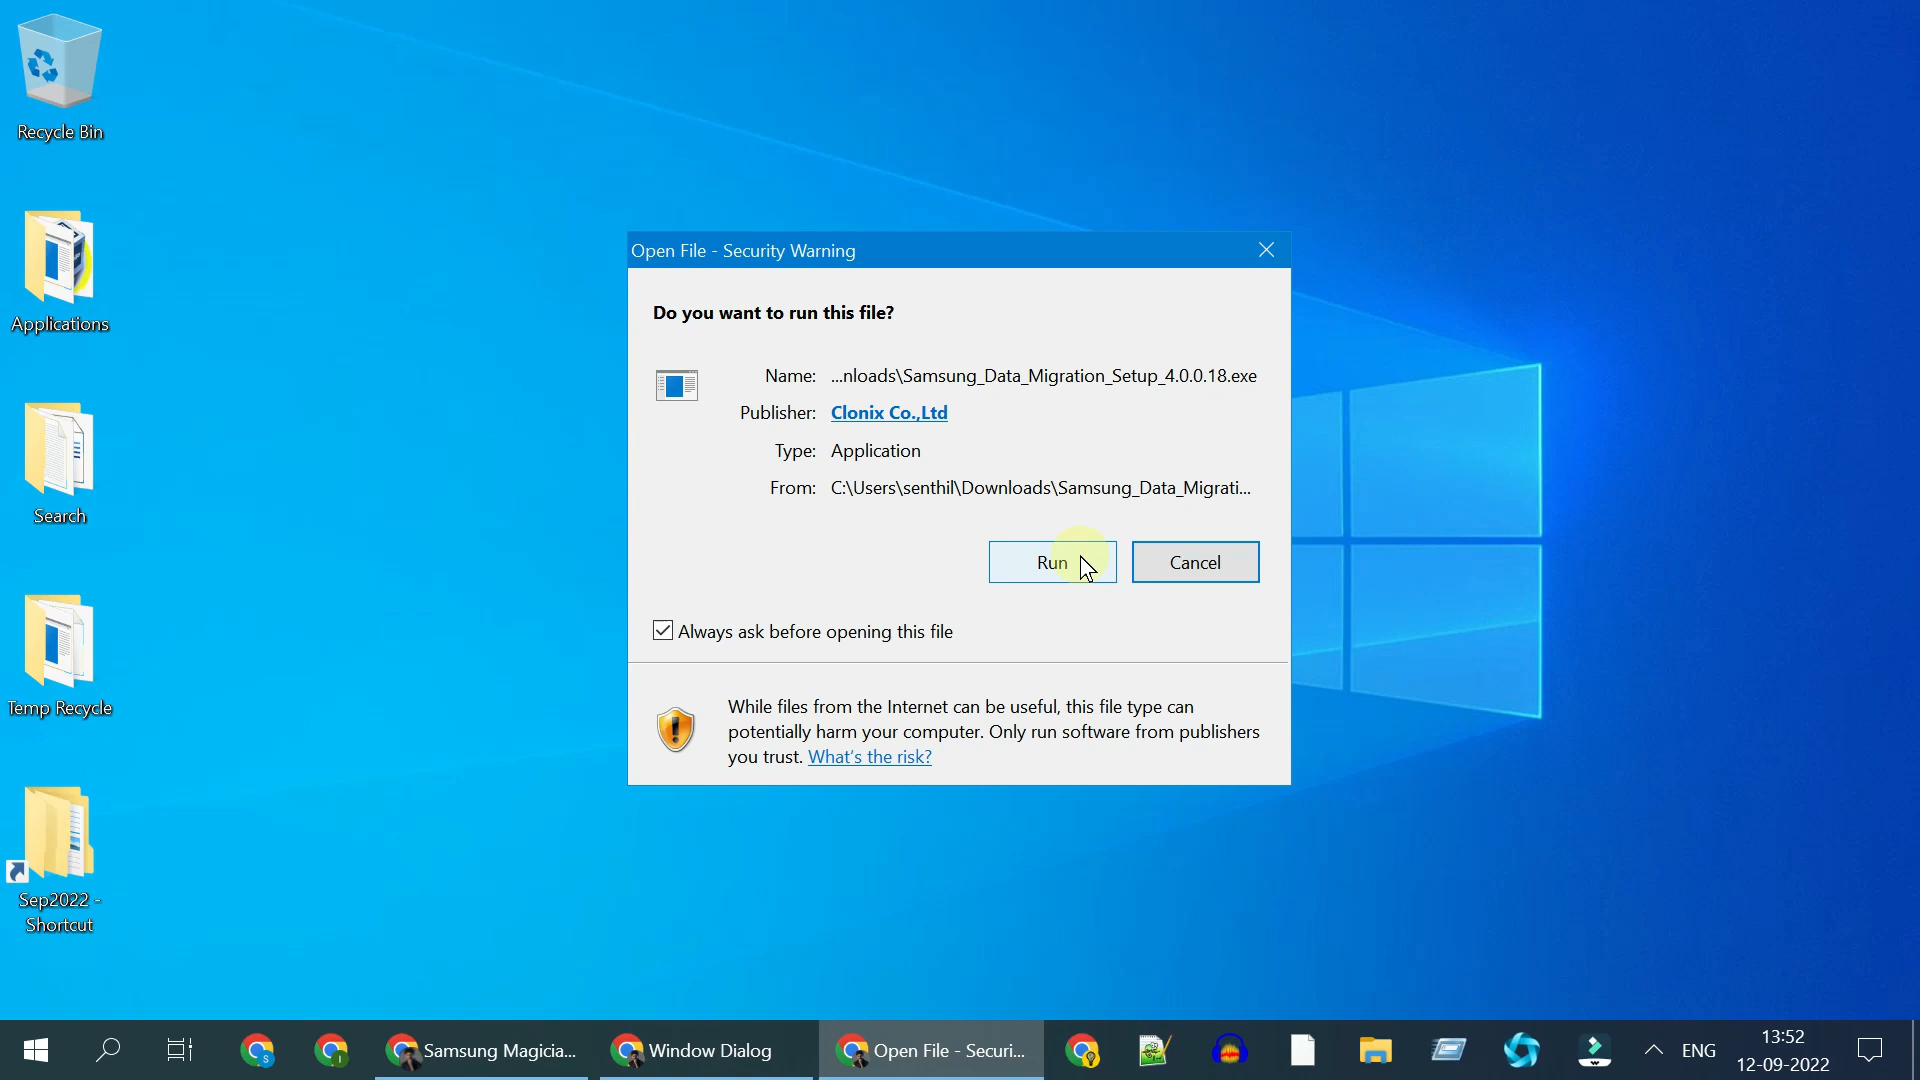 Recycle Bin
Applications
Search
Temp Recycle
Sep2022 -
Shortcut
Open File - Security Warning
Do you want to run this file?
Name: ...nloads\Samsung_Data_Migration_Setup_4.0.0.18.exe
Publisher: Clonix Co.,Ltd
Type: Application
From: C:\Users\senthil\Downloads\Samsung_Data_Migrati...
Run Cancel
Always ask before opening this file
While files from the Internet can be useful, this file type can
potentially harm your computer. Only run software from publishers
you trust. What's the risk?
S
I
Samsung Magicia...
Window Dialog
Open File - Securi...
ENG
13:52
12-09-2022